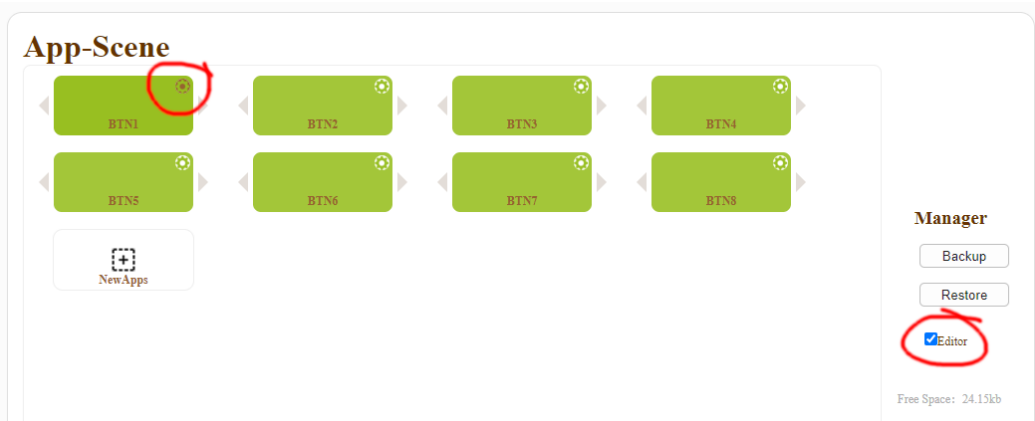 App-Scene
BTN1
BTN2
BTN3
BTN4
BTN5
BTN6
BTN7
BTN8
NewApps
Manager
Backup
Restore
Editor
Free Space: 24.15kb